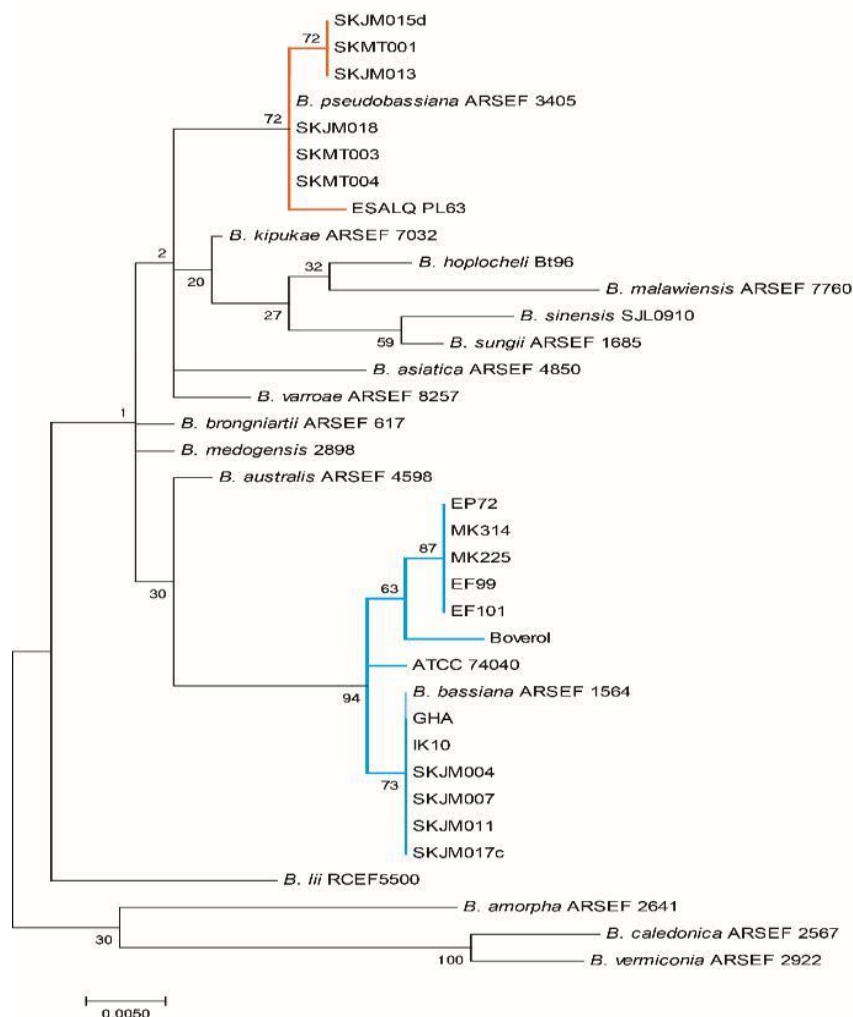 SKJM015d
72
SKMT001
SKJM013
B. pseudobassiana ARSEF 3405
72
SKJM018
SKMT003
SKMT004
ESALQ PL63
B. kipukae ARSEF 7032
2
B. hoplocheli Bt96
32
20
B. malawiensis ARSEF 7760
27
B. sinensis SJL0910
59
B. sungii ARSEF 1685
B. asiatica ARSEF 4850
B. varroae ARSEF 8257
1
B. brongniartii ARSEF 617
B. medogensis 2898
B. australis ARSEF 4598
EP72
MK314
87
MK225
EF99
63
30
EF101
Boverol
ATCC 74040
94
B. bassiana ARSEF 1564
GHA
IK10
SKJM004
73
SKJM007
SKJM011
SKJM017c
B. lii RCEF5500
B. amorpha ARSEF 2641
30
B. caledonica ARSEF 2567
100
B. vermiconia ARSEF 2922
0.0050